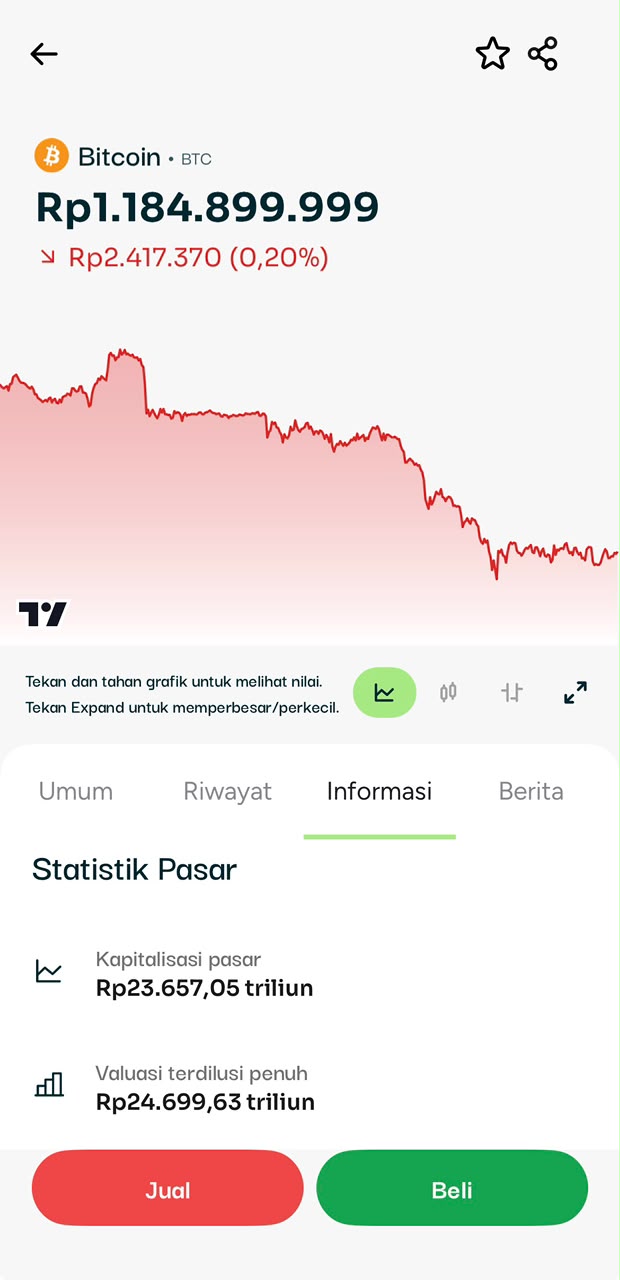 Bitcoin • BTC
Rp1.184.899.999
Rp2.417.370 (0,20%)
Tekan dan tahan grafik untuk melihat nilai.
Tekan Expand untuk memperbesar/perkecil.
Umum Riwayat Informasi Berita
Statistik Pasar
Kapitalisasi pasar
Rp23.657,05 triliun
Valuasi terdilusi penuh
Rp24.699,63 triliun
Jual Beli